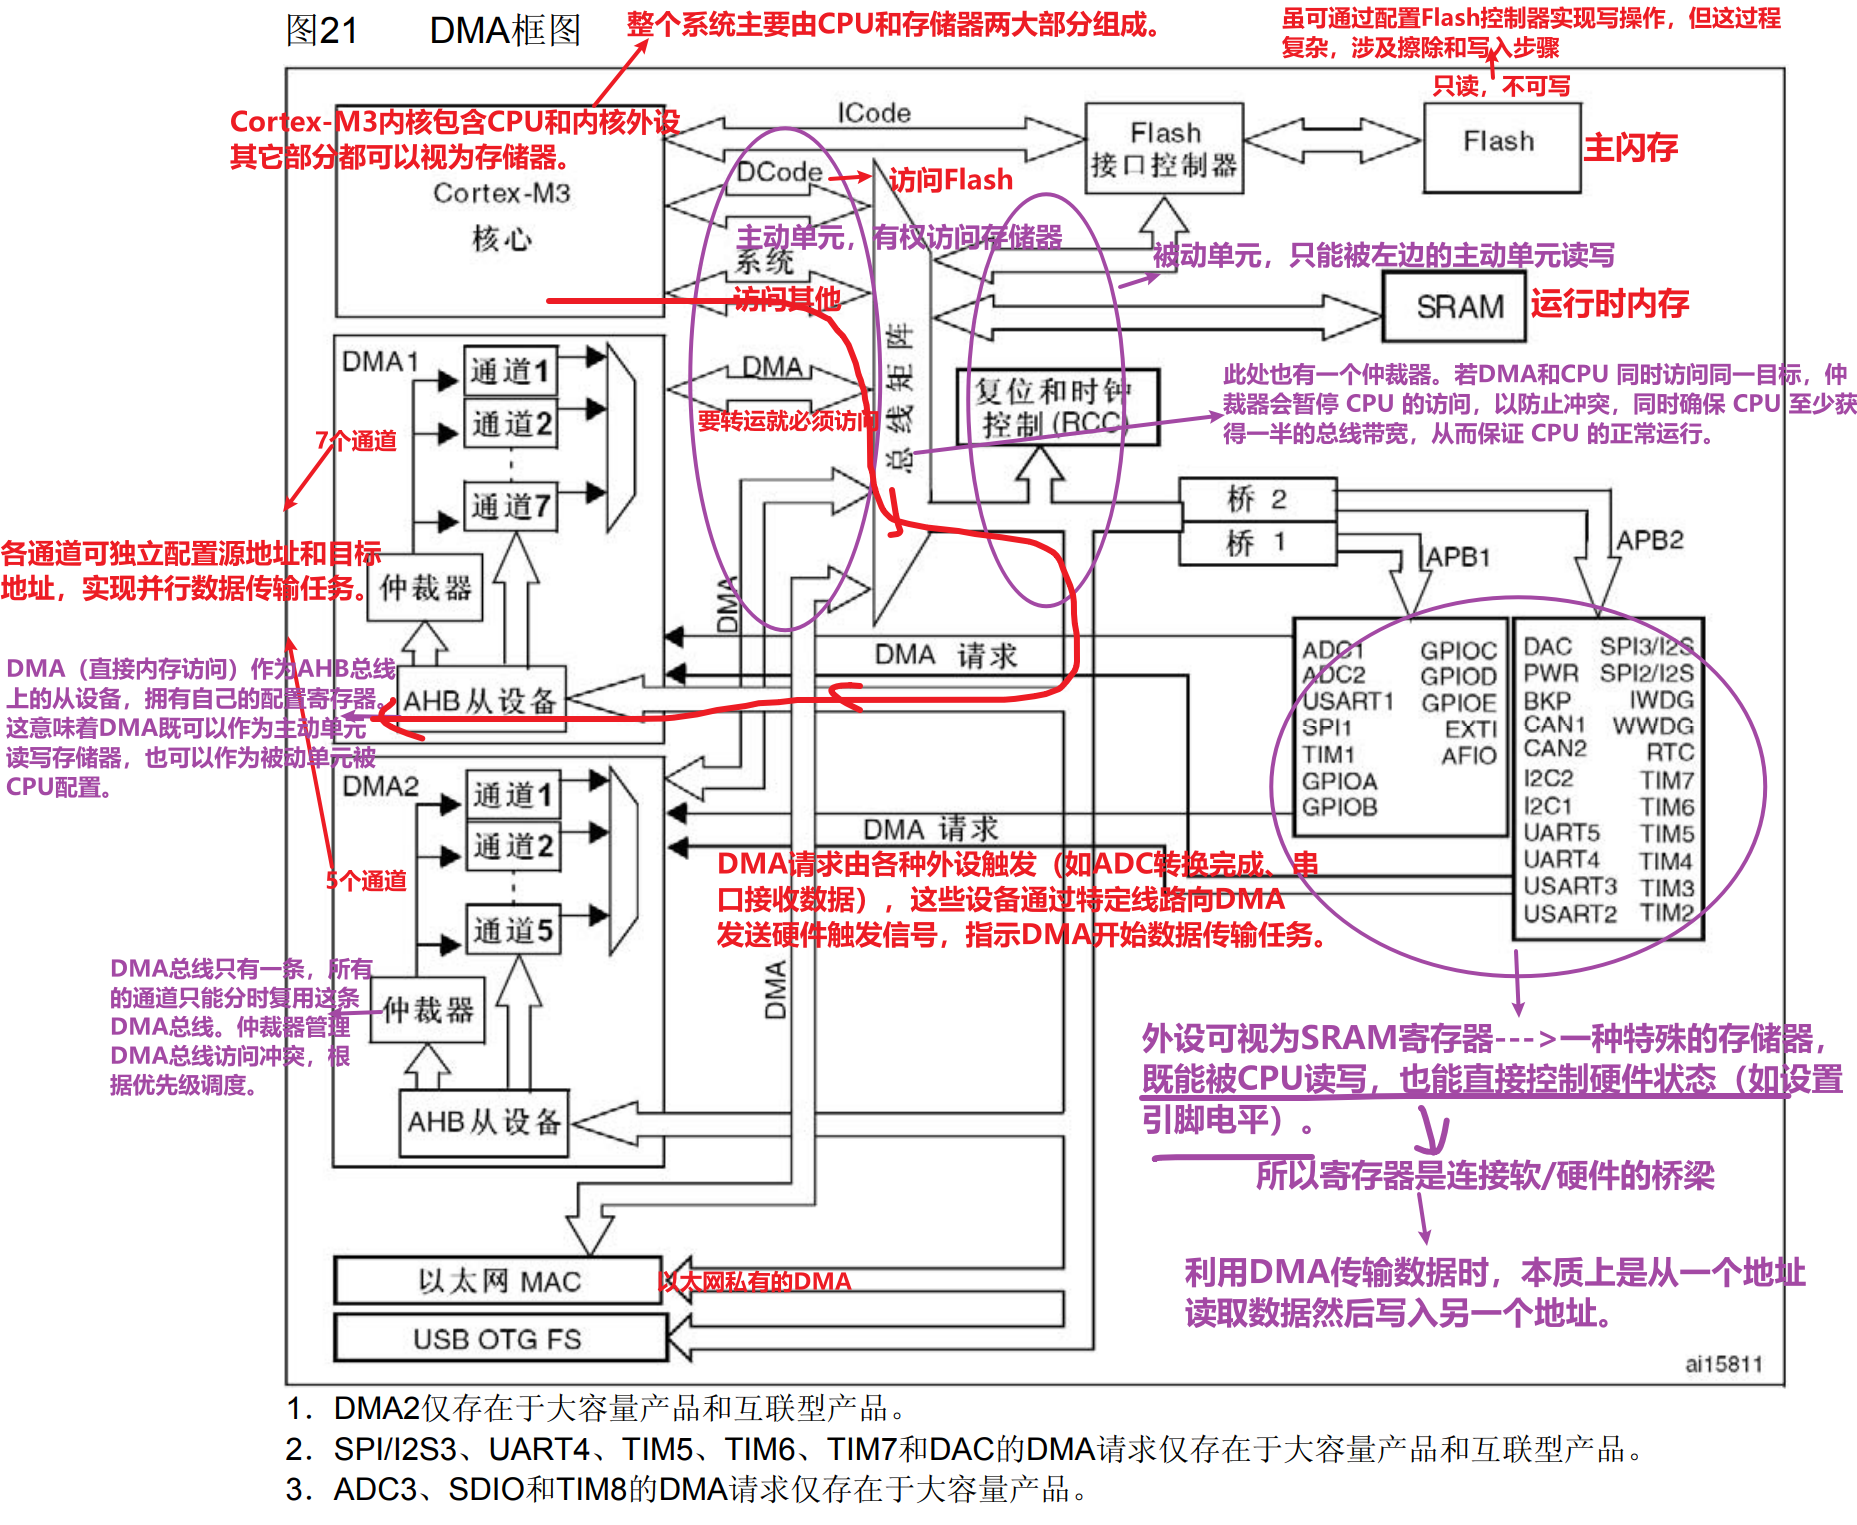 图21 DMA框图
整个系统主要由CPU和存储器两大部分组成。
虽可通过配置Flash控制器实现写操作，但这过程
复杂，涉及擦除和写入步骤
只读，不可写
Cortex-M3内核包含CPU和内核外设
其它部分都可以视为存储器。
Cortex-M3
核心
ICode
DCode
访问Flash
Flash
接口控制器
Flash
主闪存
主动单元，有权访问存储器
系统
访问其他
被动单元，只能被左边的主动单元读写
SRAM
运行时内存
总线矩阵
DMA
要转运就必须访问
复位和时钟
控制(RCC)
此处也有一个仲裁器。若DMA和CPU 同时访问同一目标，仲
裁器会暂停 CPU 的访问，以防止冲突，同时确保 CPU 至少获
得一半的总线带宽，从而保证 CPU 的正常运行。
DMA1
通道1
通道2
通道7
7个通道
各通道可独立配置源地址和目标
地址，实现并行数据传输任务。
仲裁器
AHB从设备
DMA（直接内存访问）作为AHB总线
上的从设备，拥有自己的配置寄存器。
这意味着DMA既可以作为主动单元
读写存储器，也可以作为被动单元被
CPU配置。
桥 2
桥 1
APB1
APB2
DMA
DMA 请求
ADC1 GPIOC
ADC2 GPIOD
USART1 GPIOE
SPI1 EXTI
TIM1 AFIO
GPIOA
GPIOB
DAC SPI3/I2S
PWR SPI2/I2S
BKP IWDG
CAN1 WWDG
CAN2 RTC
I2C2 TIM7
I2C1 TIM6
UART5 TIM5
UART4 TIM4
USART3 TIM3
USART2 TIM2
DMA2
通道1
通道2
通道5
5个通道
仲裁器
AHB从设备
DMA 请求
DMA请求由各种外设触发（如ADC转换完成、串
口接收数据），这些设备通过特定线路向DMA
发送硬件触发信号，指示DMA开始数据传输任务。
DMA总线只有一条，所有
的通道只能分时复用这条
DMA总线。仲裁器管理
DMA总线访问冲突，根
据优先级调度。
DMA
外设可视为SRAM寄存器--->一种特殊的存储器，
既能被CPU读写，也能直接控制硬件状态（如设置
引脚电平）。
所以寄存器是连接软/硬件的桥梁
利用DMA传输数据时，本质上是从一个地址
读取数据然后写入另一个地址。
以太网 MAC
以太网私有的DMA
USB OTG FS
ai15811
1．DMA2仅存在于大容量产品和互联型产品。
2．SPI/I2S3、UART4、TIM5、TIM6、TIM7和DAC的DMA请求仅存在于大容量产品和互联型产品。
3．ADC3、SDIO和TIM8的DMA请求仅存在于大容量产品。